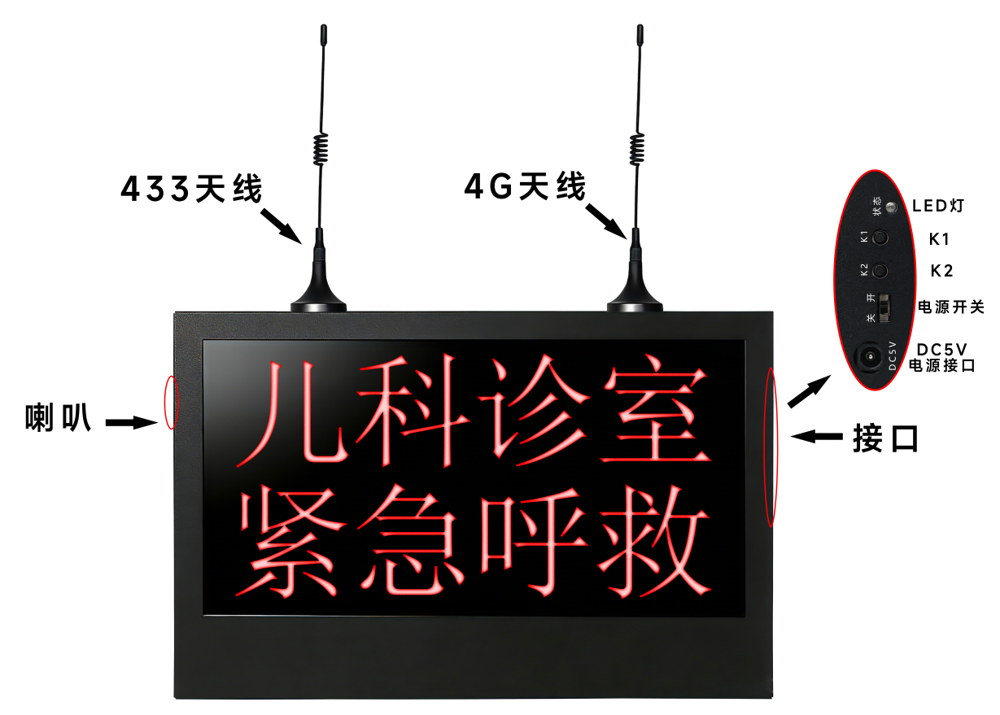 433天线
4G天线
状态
LED灯
K1
K1
K2
K2
开
关
电源开关
DC5V
DC5V
电源接口
喇叭
接口
儿科诊室
紧急呼救